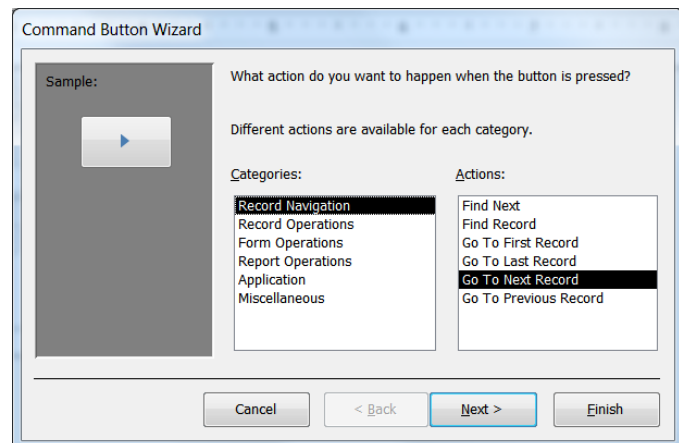 Command Button Wizard
Sample:
What action do you want to happen when the button is pressed?
Different actions are available for each category.
Categories:
Record Navigation
Record Operations
Form Operations
Report Operations
Application
Miscellaneous
Actions:
Find Next
Find Record
Go To First Record
Go To Last Record
Go To Next Record
Go To Previous Record
Cancel
< Back
Next >
Finish